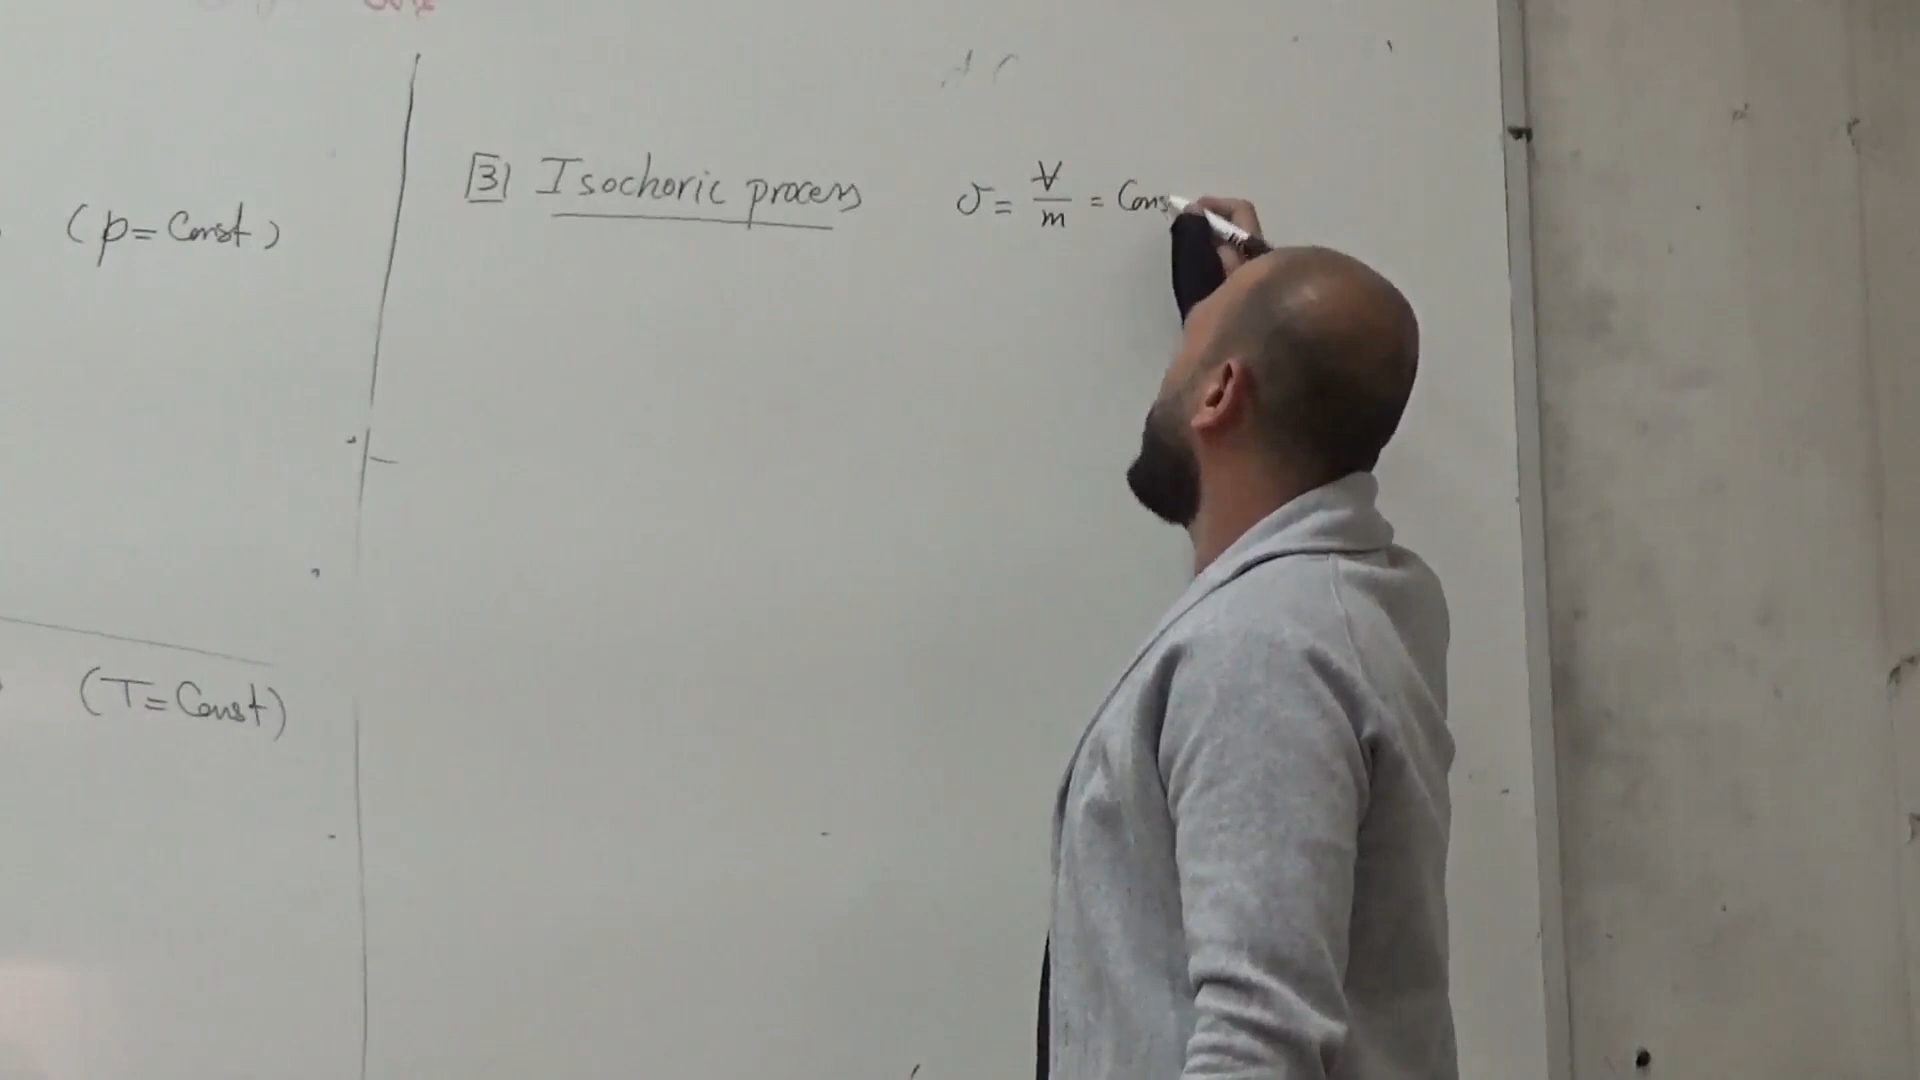 (p = Const)
(T = Const)
3 Isochoric process v = V/m = Cons